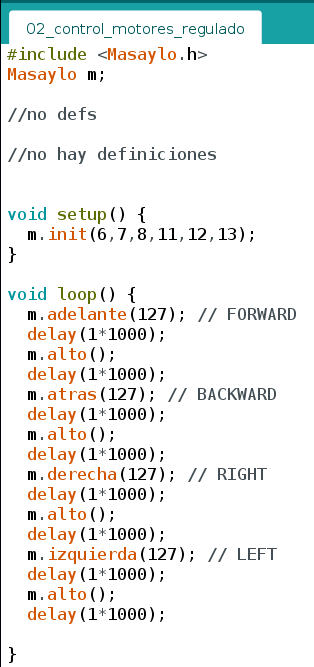 02_control_motores_regulado
#include <Masaylo.h>
Masaylo m;
//no defs
//no hay definiciones
void setup() {
  m.init(6,7,8,11,12,13);
}
void loop() {
  m.adelante(127); // FORWARD
  delay(1*1000);
  m.alto();
  delay(1*1000);
  m.atras(127); // BACKWARD
  delay(1*1000);
  m.alto();
  delay(1*1000);
  m.derecha(127); // RIGHT
  delay(1*1000);
  m.alto();
  delay(1*1000);
  m.izquierda(127); // LEFT
  delay(1*1000);
  m.alto();
  delay(1*1000);
}